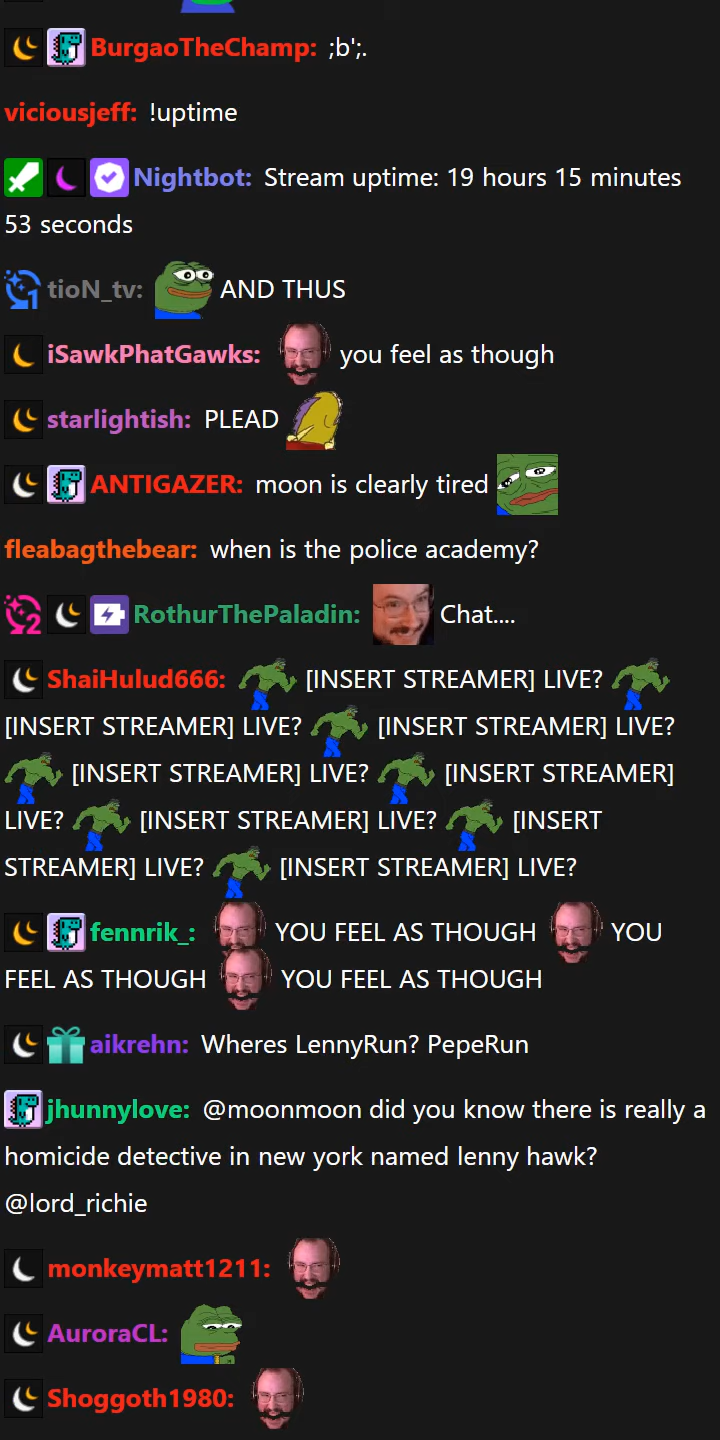 BurgaoTheChamp: ;b';.
viciousjeff: !uptime
Nightbot: Stream uptime: 19 hours 15 minutes
53 seconds
tioN_tv: AND THUS
iSawkPhatGawks: you feel as though
starlightish: PLEAD
ANTIGAZER: moon is clearly tired
fleabagthebear: when is the police academy?
2 RothurThePaladin: Chat....
ShaiHulud666: [INSERT STREAMER] LIVE?
[INSERT STREAMER] LIVE? [INSERT STREAMER] LIVE?
[INSERT STREAMER] LIVE? [INSERT STREAMER]
LIVE? [INSERT STREAMER] LIVE? [INSERT
STREAMER] LIVE? [INSERT STREAMER] LIVE?
fennrik_: YOU FEEL AS THOUGH YOU
FEEL AS THOUGH YOU FEEL AS THOUGH
aikrehn: Wheres LennyRun? PepeRun
jhunnylove: @moonmoon did you know there is really a
homicide detective in new york named lenny hawk?
@lord_richie
monkeymatt1211:
AuroraCL:
Shoggoth1980: